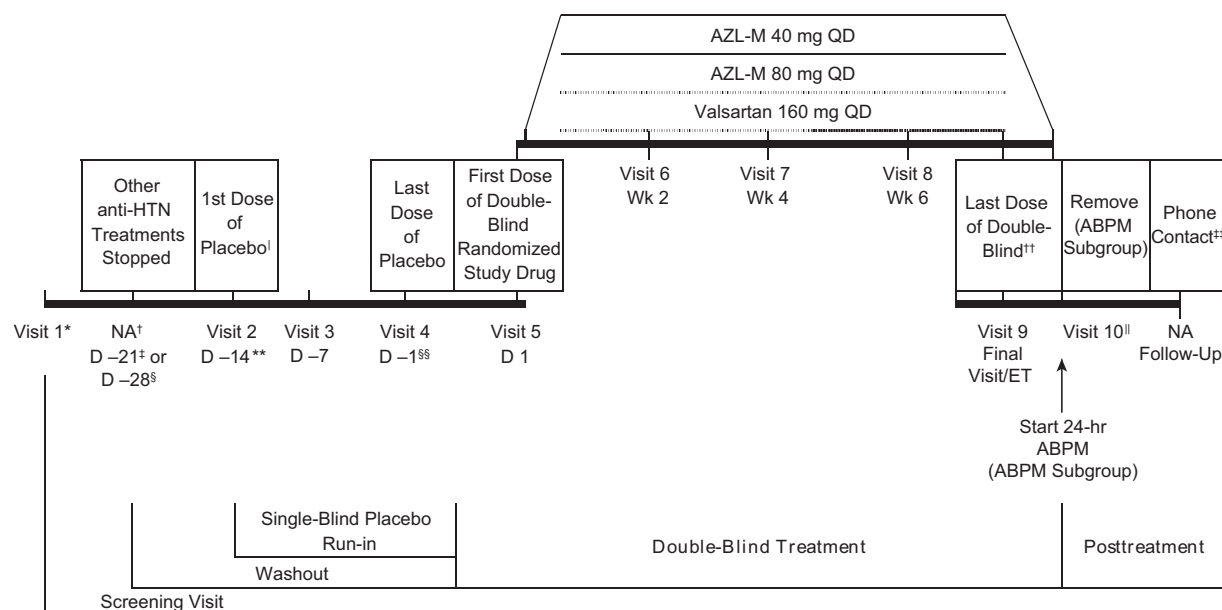 AZL-M 40 mg QD
AZL-M 80 mg QD
Valsartan 160 mg QD
Other
anti-HTN
Treatments
Stopped
1st Dose
of
Placebo|
Last
Dose
of
Placebo
First Dose
of Double-
Blind
Randomized
Study Drug
Visit 6
Wk 2
Visit 7
Wk 4
Visit 8
Wk 6
Last Dose
of Double-
Blind††
Remove
(ABPM
Subgroup)
Phone
Contact‡‡
Visit 1*
NA†
D –21‡ or
D –28§
Visit 2
D –14**
Visit 3
D –7
Visit 4
D –1§§
Visit 5
D 1
Visit 9
Final
Visit/ET
Visit 10||
NA
Follow-Up
Start 24-hr
ABPM
(ABPM Subgroup)
Single-Blind Placebo
Run-in
Washout
Double-Blind Treatment
Posttreatment
Screening Visit